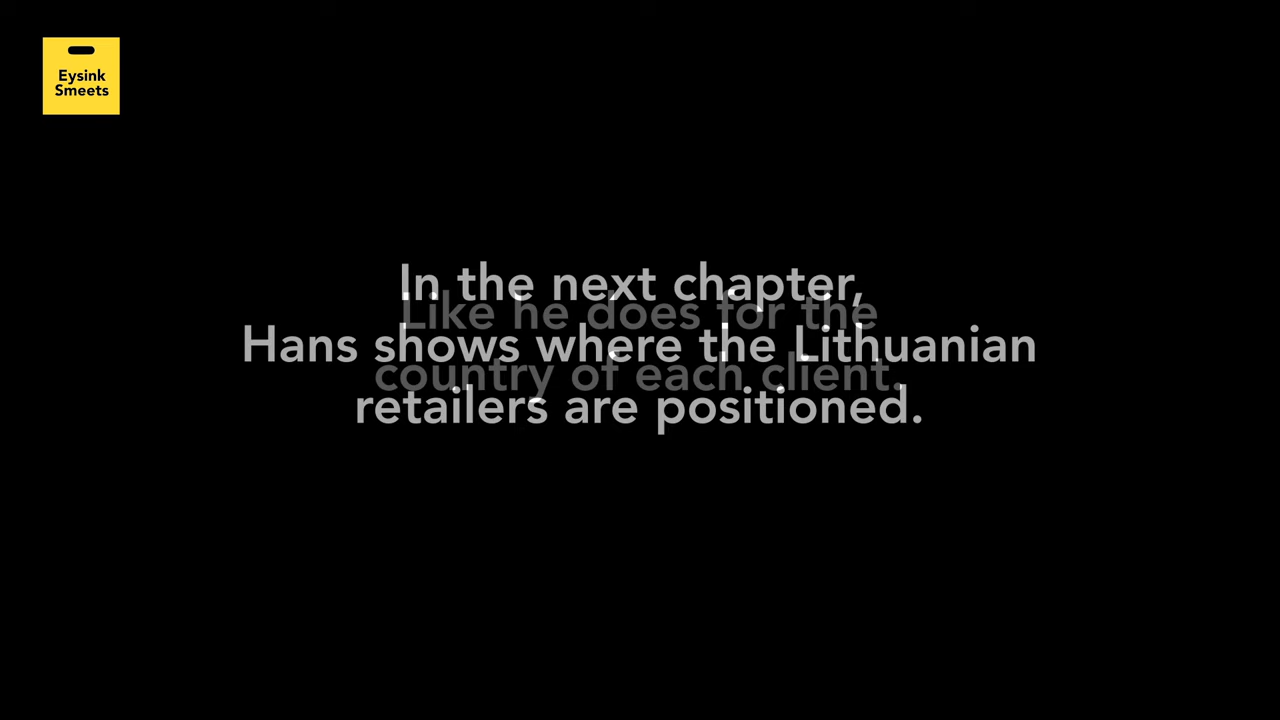 Eysink
Smeets
In the next chapter,
Hans shows where the Lithuanian
retailers are positioned.
Like he does for the
country of each client.